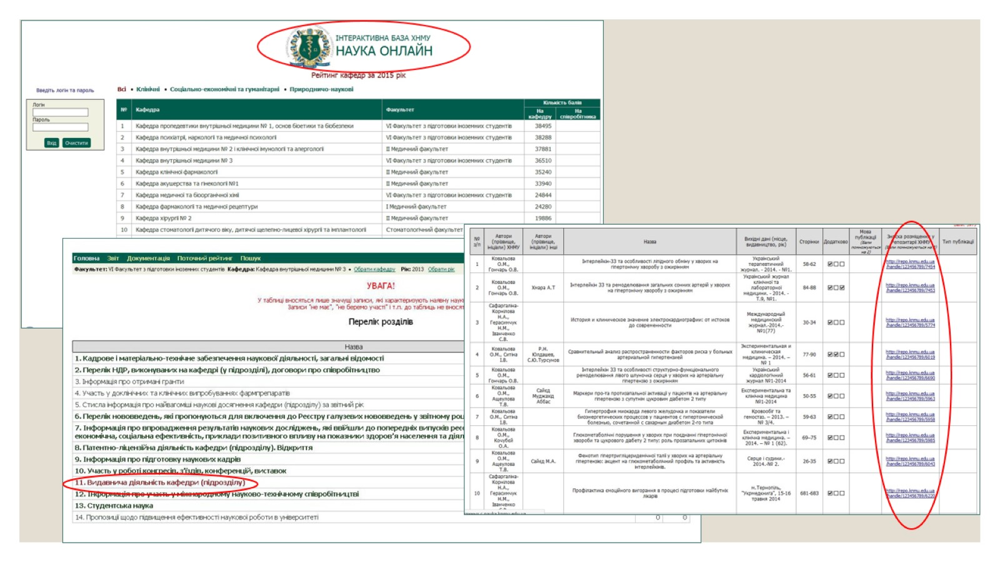 ІНТЕРАКТИВНА БАЗА ХНМУ
НАУКА ОНЛАЙН
Рейтинг кафедр за 2015 рік
Введіть логін та пароль
Логін
Пароль
Вхід Очистити
Всі • Клінічні • Соціально-економічні та гуманітарні • Природничо-наукові
№ Кафедра Факультет Кількість балів
На кафедру На співробітника
1 Кафедра пропедевтики внутрішньої медицини № 1, основ біоетики та біобезпеки VI Факультет з підготовки іноземних студентів 38495
2 Кафедра психіатрії, наркології та медичної психології VI Факультет з підготовки іноземних студентів 38288
3 Кафедра внутрішньої медицини № 2 і клінічної імунології та алергології II Медичний факультет 37881
4 Кафедра внутрішньої медицини № 3 VI Факультет з підготовки іноземних студентів 36510
5 Кафедра клінічної фармакології II Медичний факультет 35240
6 Кафедра акушерства та гінекології №1 II Медичний факультет 33940
7 Кафедра медичної та біоорганічної хімії VI Факультет з підготовки іноземних студентів 24844
8 Кафедра фармакології та медичної рецептури I Медичний факультет 24280
9 Кафедра хірургії № 2 II Медичний факультет 19886
10 Кафедра стоматології дитячого віку, дитячої щелепно-лицевої хірургії та імплантології Стоматологічний факультет
Головна Звіт Документація Поточний рейтинг Пошук
Факультет: VI Факультет з підготовки іноземних студентів Кафедра: Кафедра внутрішньої медицини № 3 • Обрати кафедру Рік: 2013 Обрати рік
УВАГА!
У таблиці вносяться лише значущі записи, які характеризують наявну наук
Записи "не має", "не беремо участі" і т.п. до таблиць не вносят
Перелік розділів
Назва
1. Кадрове і матеріально-технічне забезпечення наукової діяльності, загальні відомості
2. Перелік НДР, виконуваних на кафедрі (у підрозділі), договори про співробітництво
3. Інформація про отримані гранти
4. Участь у доклінічних та клінічних випробуваннях фармпрепаратів
5. Стисла інформація про найвагоміші наукові досягнення кафедри (підрозділу) за звітний рік
6. Перелік нововведень, які пропонуються для включення до Реєстру галузевих нововведень у звітному роц
7. Інформація про впровадження результатів наукових досліджень, які ввійшли до попередніх випусків реєс
економічна, соціальна ефективність, приклади позитивного впливу на показники здоров'я населення та діял
8. Патентно-ліцензійна діяльність кафедри (підрозділу). Відкриття
9. Інформація про підготовку наукових кадрів
10. Участь у роботі конгресів, з'їздів, конференцій, виставок
11. Видавнича діяльність кафедри (підрозділу)
12. Інформація про участь у міжнародному науково-технічному співробітництві
13. Студентська наука
14. Пропозиції щодо підвищення ефективності наукової роботи в університеті 0 0
№ з/п Автори (прізвище, ініціали) ХНМУ Автори (прізвище, ініціали) інші Назва Вихідні дані (місце, видавництво, рік) Сторінки Додатково Мова публікації (бали помножуються на 2) розміщення у репозитарії ХНМУ Тип публікації
1 Ковальова О.М., Гончарь О.В. Інтерлейкін-33 та особливості ліпідного обміну у хворих на гіпертонічну хворобу з ожирінням Український терапевтичний журнал. - 2014. - №1. 58-62 http://repo.knmu.edu.ua/handle/123456789/7454
2 Ковальова О.М., Гончарь О.В. Хмара А.Т Інтерлейкін 33 та ремоделювання загальних сонних артерій у хворих на гіпертонічну хворобу з ожирінням Український журнал клінічної та лабораторної медицини. - 2014. - Т.9, №1. 84-88 http://repo.knmu.edu.ua/handle/123456789/7453
3 Сафаргаліна-Корнілова Н.А., Герасимчук Н.М., Іванченко С.В. История и клиническое значение электрокардиографии: от истоков до современности Международный медицинский журнал.-2014.- №1(77) 30-34 http://repo.knmu.edu.ua/handle/123456789/5774
4 Ковальова О.М., Ситіна І.В. Р.Н. Юлдашев, С.Ю.Турсунов Сравнительный анализ распространенности факторов риска у больных артериальной гипертензией Экспериментальная и клиническая медицина. – 2014. – № 1 77-90 http://repo.knmu.edu.ua/handle/123456789/6019
5 Ковальова О.М., Гончарь О.В. Інтерлейкін 33 та особливості структурно-функціонального ремоделювання лівого шлуночка серця у хворих на артеріальну гіпертензію з ожирінням Український кардіологічний журнал №1-2014 56-61 http://repo.knmu.edu.ua/handle/123456789/6690
6 Ковальова О.М., Ащеулова Т.В. Сайєд Муджахід Аббас Маркери про-та протизапальної активації у пацієнтів на артеріальну гіпертензію з супутнім цукровим діабетом 2 типу Експериментальна та клінічна медицина №1-2014 50-55 http://repo.knmu.edu.ua/handle/123456789/5963
7 Ковальова О.М., Ситіна І.В. Гипертрофия миокарда левого желудочка и показатели биоэнергетических процессов у пациентов с гипертонической болезнью, сочетанной с сахарным диабетом 2-го типа Кровообіг та гемостаз. – 2013. – № 3/4. 59-63 http://repo.knmu.edu.ua/handle/123456789/5958
8 Ковальова О.М., Кочубєй О.А. Глюкометаболічні порушення у хворих при поєднанні гіпертонічної хвороби та цукрового діабету 2 типу: роль прозапальних цитокінів Експериментальна і клінічна медицина. – 2014. – № 1 (62). 69–75 http://repo.knmu.edu.ua/handle/123456789/5985
9 Ковальова О.М., Ащеулова Т.В. Сайєд М.А. Фенотип гіпертригліцеридемічної талії у хворих на артеріальну гіпертензію: акцент на глюкометаболічний профіль та активність інтерлейкінів. Серце і судини.- 2014.-№ 2. 26-35 http://repo.knmu.edu.ua/handle/123456789/6043
10 Сафаргаліна-Корнілова Н.А., Герасимчук Н.М., Іванченко Профілактика емоційного вигорання в процесі підготовки майбутніх лікарів м.Тернопіль, "Укрмедкнига", 15-16 травня 2014 681-683 http://repo.knmu.edu.ua/handle/123456789/6220